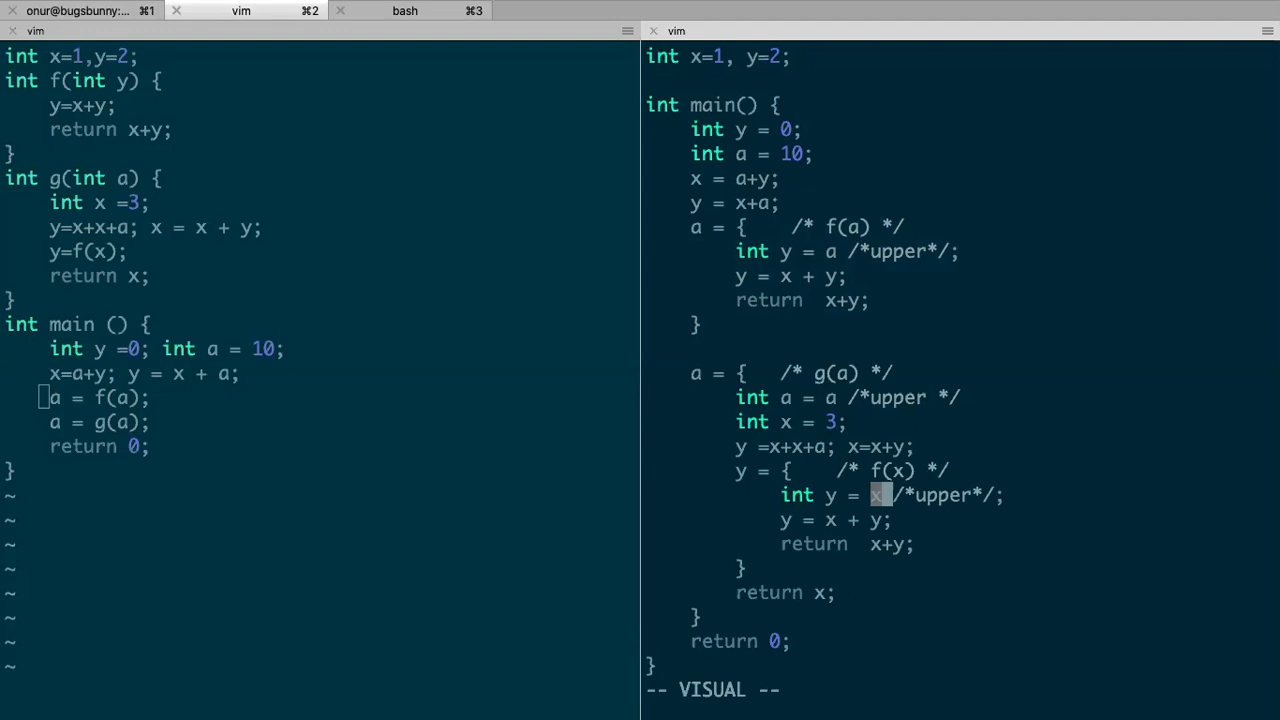 onur@bugsbunny:... ⌘1
vim ⌘2
bash ⌘3
vim
int x=1,y=2;
int f(int y) {
    y=x+y;
    return x+y;
}
int g(int a) {
    int x =3;
    y=x+x+a; x = x + y;
    y=f(x);
    return x;
}
int main () {
    int y =0; int a = 10;
    x=a+y; y = x + a;
    a = f(a);
    a = g(a);
    return 0;
}
~
~
~
~
~
~
~
~
vim
int x=1, y=2;
int main() {
    int y = 0;
    int a = 10;
    x = a+y;
    y = x+a;
    a = {    /* f(a) */
        int y = a /*upper*/;
        y = x + y;
        return  x+y;
    }
    a = {   /* g(a) */
        int a = a /*upper */
        int x = 3;
        y =x+x+a; x=x+y;
        y = {    /* f(x) */
            int y = x /*upper*/;
            y = x + y;
            return  x+y;
        }
        return x;
    }
    return 0;
}
-- VISUAL --